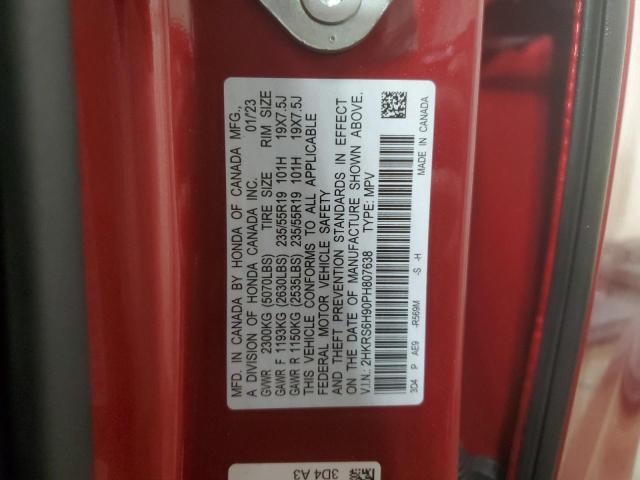 MFD. IN CANADA BY HONDA OF CANADA MFG.,
A DIVISION OF HONDA CANADA INC. 01/23
GVWR 2300KG (5070LBS) TIRE SIZE RIM SIZE
GAWR F 1193KG (2630LBS) 235/55R19 101H 19X7.5J
GAWR R 1150KG (2535LBS) 235/55R19 101H 19X7.5J
THIS VEHICLE CONFORMS TO ALL APPLICABLE
FEDERAL MOTOR VEHICLE SAFETY
AND THEFT PREVENTION STANDARDS IN EFFECT
ON THE DATE OF MANUFACTURE SHOWN ABOVE.
V.I.N.: 2HKRS6H90PH807638 TYPE: MPV
3D4 P AE9 -R569M -S -H MADE IN CANADA
3D4 A3